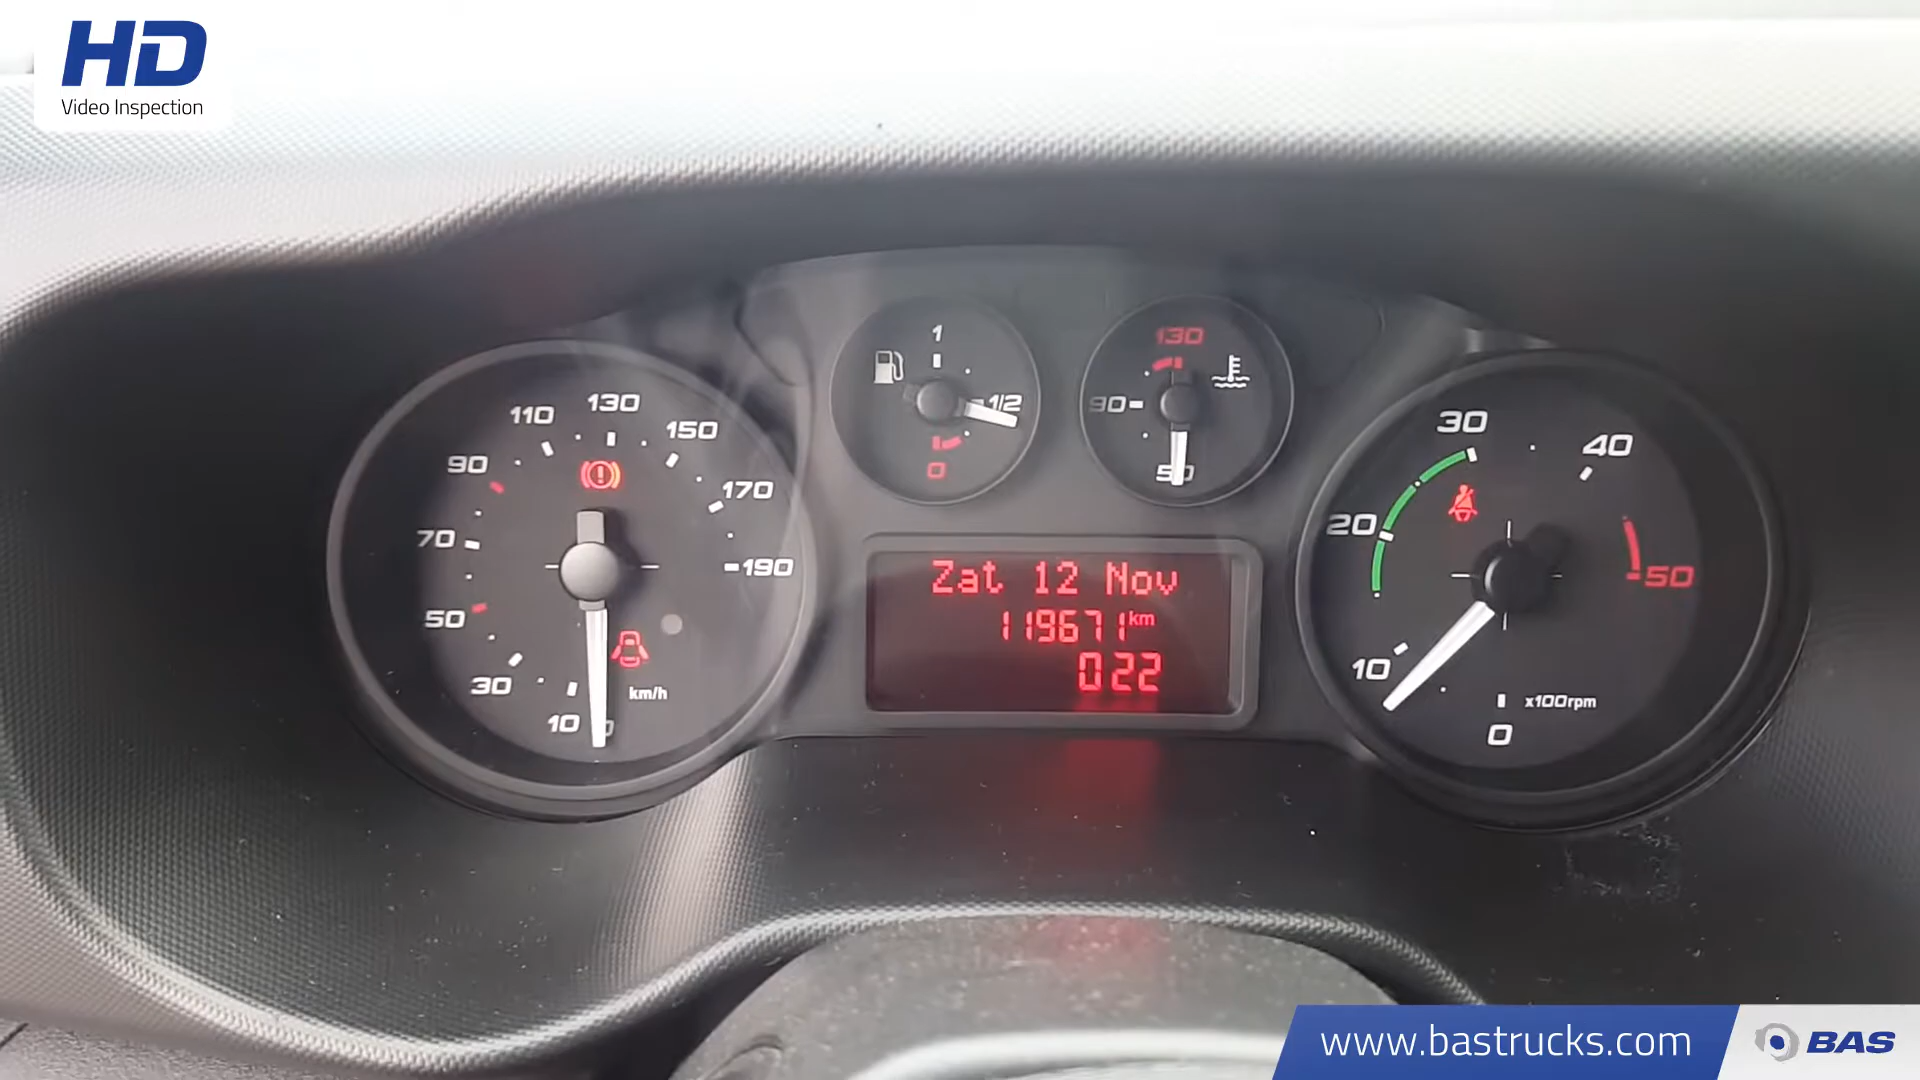 HD
Video Inspection
1
1/2
0
130
90
50
10
30
50
70
90
110
130
150
170
190
km/h
Zat 12 Nov
119671 km
022
0
10
20
30
40
50
x100rpm
www.bastrucks.com
BAS